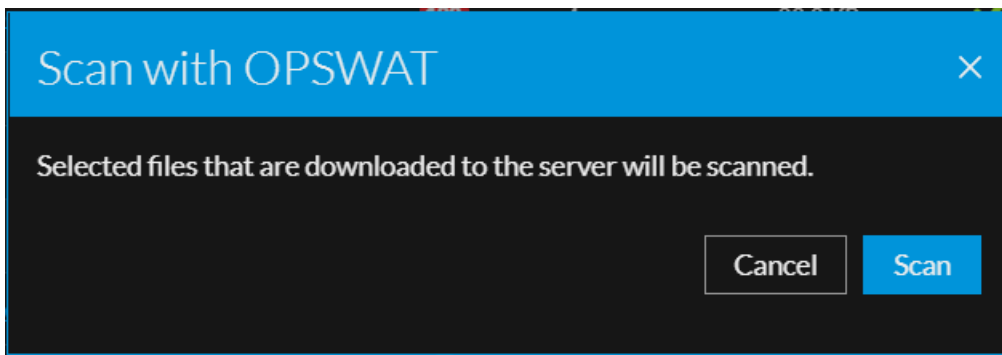 Scan with OPSWAT
Selected files that are downloaded to the server will be scanned.
Cancel
Scan